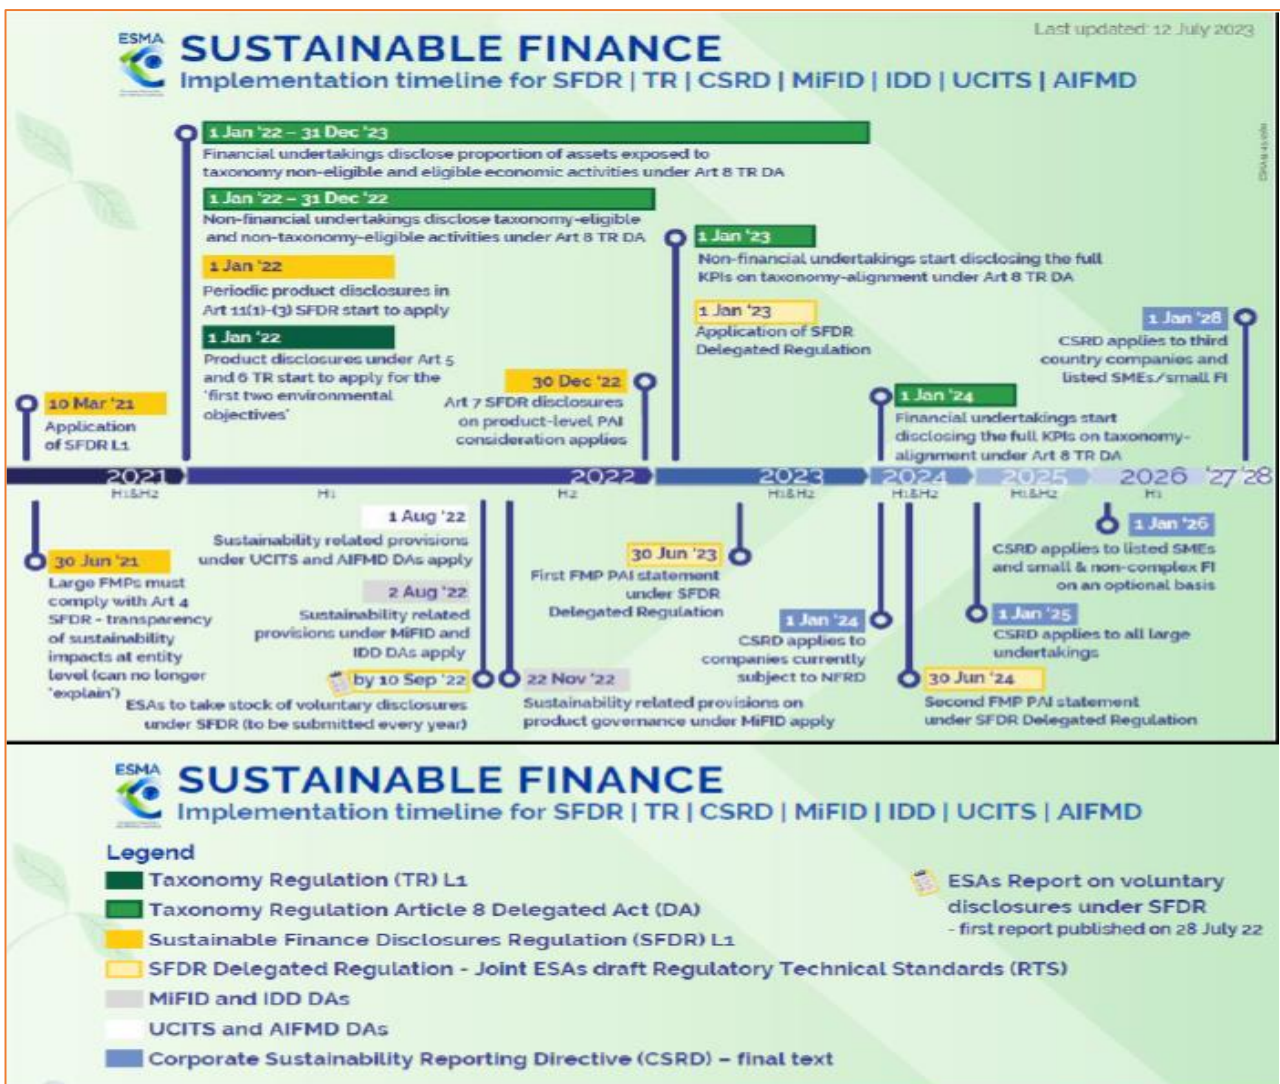 Last updated: 12 July 2023
ESMA
SUSTAINABLE FINANCE
Implementation timeline for SFDR | TR | CSRD | MiFID | IDD | UCITS | AIFMD
1 Jan '22 – 31 Dec '23
Financial undertakings disclose proportion of assets exposed to
taxonomy non-eligible and eligible economic activities under Art 8 TR DA
1 Jan '22 – 31 Dec '22
Non-financial undertakings disclose taxonomy-eligible
and non-taxonomy-eligible activities under Art 8 TR DA
1 Jan '22
Periodic product disclosures in
Art 11(1)-(3) SFDR start to apply
1 Jan '22
Product disclosures under Art 5
and 6 TR start to apply for the
'first two environmental
objectives'
1 Jan '23
Non-financial undertakings start disclosing the full
KPIs on taxonomy-alignment under Art 8 TR DA
1 Jan '23
Application of SFDR
Delegated Regulation
1 Jan '28
CSRD applies to third
country companies and
listed SMEs/small FI
10 Mar '21
Application
of SFDR L1
30 Dec '22
Art 7 SFDR disclosures
on product-level PAI
consideration applies
1 Jan '24
Financial undertakings start
disclosing the full KPIs on taxonomy-
alignment under Art 8 TR DA
2021 2022 2023 2024 2025 2026 '27 '28
H1&H2 H1 H2 H1&H2 H1&H2 H1&H2 H1
30 Jun '21
Large FMPs must
comply with Art 4
SFDR - transparency
of sustainability
impacts at entity
level (can no longer
'explain')
1 Aug '22
Sustainability related provisions
under UCITS and AIFMD DAs apply
2 Aug '22
Sustainability related
provisions under MiFID and
IDD DAs apply
by 10 Sep '22
ESAs to take stock of voluntary disclosures
under SFDR (to be submitted every year)
22 Nov '22
Sustainability related provisions on
product governance under MiFID apply
30 Jun '23
First FMP PAI statement
under SFDR
Delegated Regulation
1 Jan '24
CSRD applies to
companies currently
subject to NFRD
30 Jun '24
Second FMP PAI statement
under SFDR Delegated Regulation
1 Jan '25
CSRD applies to all large
undertakings
1 Jan '26
CSRD applies to listed SMEs
and small & non-complex FI
on an optional basis
ESMA
SUSTAINABLE FINANCE
Implementation timeline for SFDR | TR | CSRD | MiFID | IDD | UCITS | AIFMD
Legend
Taxonomy Regulation (TR) L1
Taxonomy Regulation Article 8 Delegated Act (DA)
Sustainable Finance Disclosures Regulation (SFDR) L1
SFDR Delegated Regulation - Joint ESAs draft Regulatory Technical Standards (RTS)
MiFID and IDD DAs
UCITS and AIFMD DAs
Corporate Sustainability Reporting Directive (CSRD) – final text
ESAs Report on voluntary
disclosures under SFDR
- first report published on 28 July 22